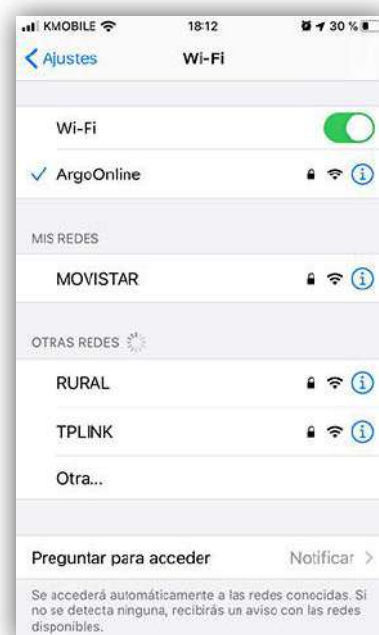 KMOBILE 18:12 30 %
Ajustes Wi-Fi
Wi-Fi
ArgoOnline
MIS REDES
MOVISTAR
OTRAS REDES
RURAL
TPLINK
Otra...
Preguntar para acceder Notificar
Se accederá automáticamente a las redes conocidas. Si
no se detecta ninguna, recibirás un aviso con las redes
disponibles.